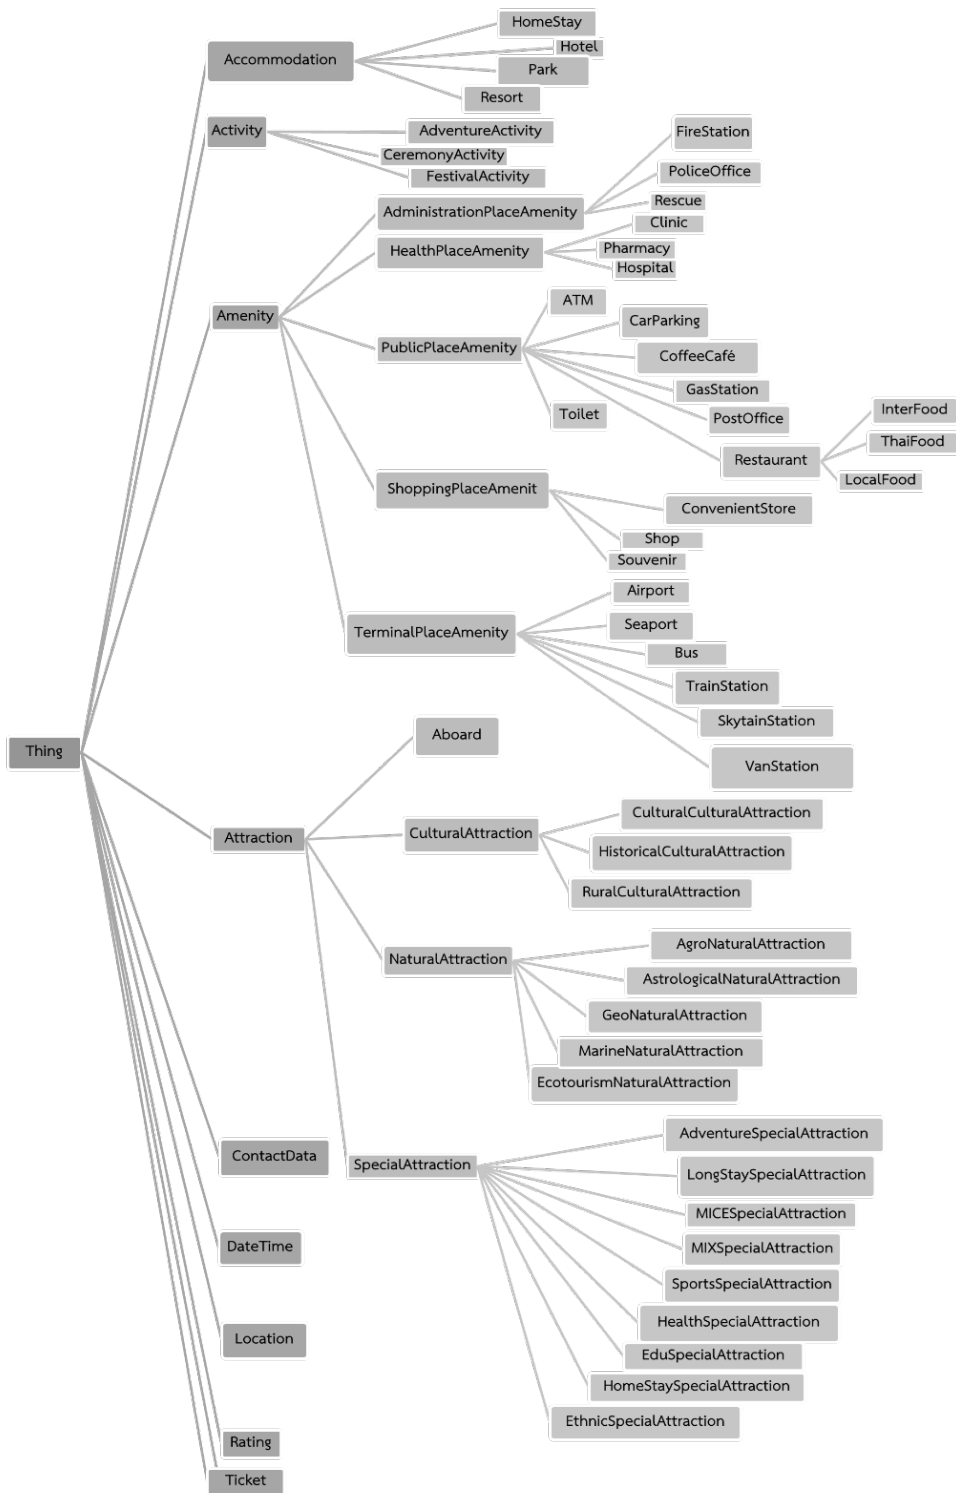 HomeStay
Hotel
Accommodation
Park
Resort
Activity
AdventureActivity
CeremonyActivity
FestivalActivity
FireStation
PoliceOffice
Rescue
AdministrationPlaceAmenity
Clinic
HealthPlaceAmenity
Pharmacy
Hospital
ATM
Amenity
CarParking
PublicPlaceAmenity
CoffeeCafé
GasStation
Toilet
PostOffice
InterFood
ThaiFood
Restaurant
LocalFood
ShoppingPlaceAmenit
ConvenientStore
Shop
Souvenir
Airport
Seaport
TerminalPlaceAmenity
Bus
TrainStation
SkytainStation
VanStation
Thing
Aboard
Attraction
CulturalAttraction
CulturalCulturalAttraction
HistoricalCulturalAttraction
RuralCulturalAttraction
NaturalAttraction
AgroNaturalAttraction
AstrologicalNaturalAttraction
GeoNaturalAttraction
MarineNaturalAttraction
EcotourismNaturalAttraction
ContactData
SpecialAttraction
AdventureSpecialAttraction
LongStaySpecialAttraction
MICESpecialAttraction
DateTime
MIXSpecialAttraction
SportsSpecialAttraction
HealthSpecialAttraction
Location
EduSpecialAttraction
HomeStaySpecialAttraction
EthnicSpecialAttraction
Rating
Ticket